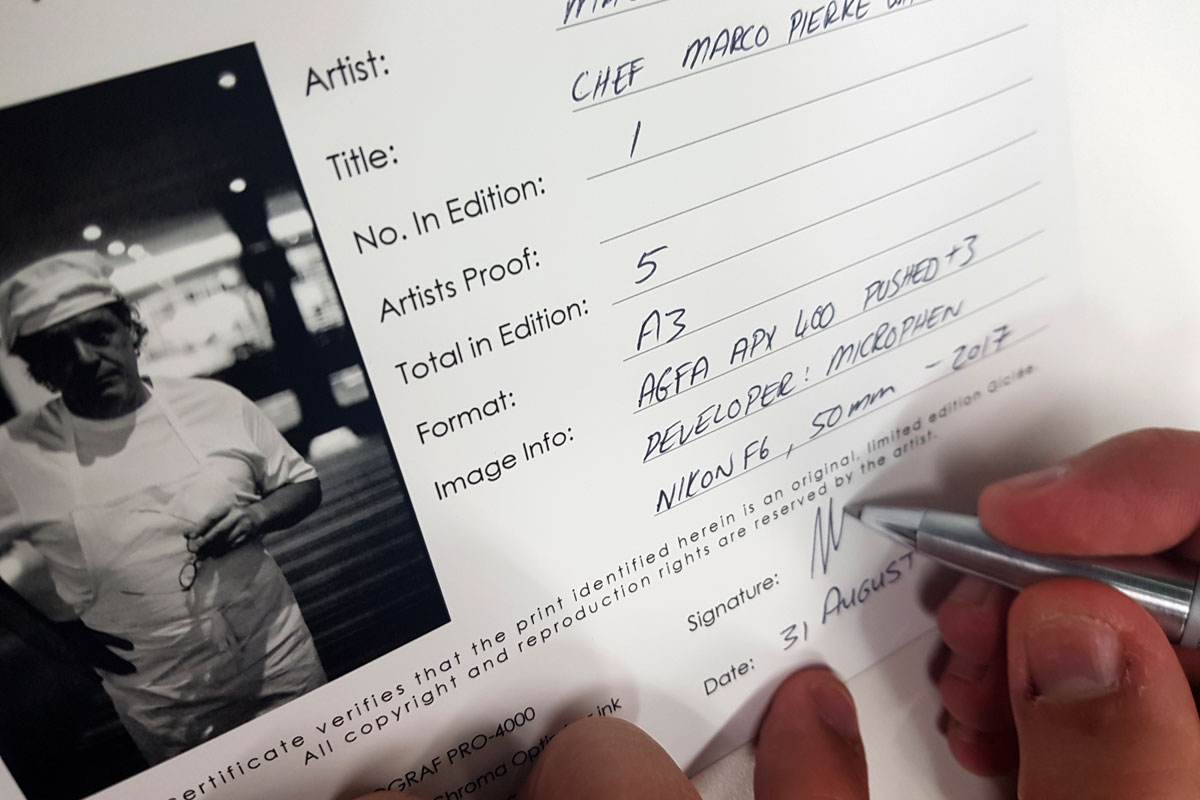 Artist:
Title: CHEF MARCO PIERRE
No. In Edition: 1
Artists Proof:
Total in Edition: 5
Format: A3
Image Info: AGFA APX 400 PUSHED +3
DEVELOPER: MICROPHEN
NIKON F6, 50mm - 2017
certificate verifies that the print identified herein is an original, limited edition Giclée.
All copyright and reproduction rights are reserved by the artist.
Signature:
Date: 31 AUGUST
PRO-4000
ink